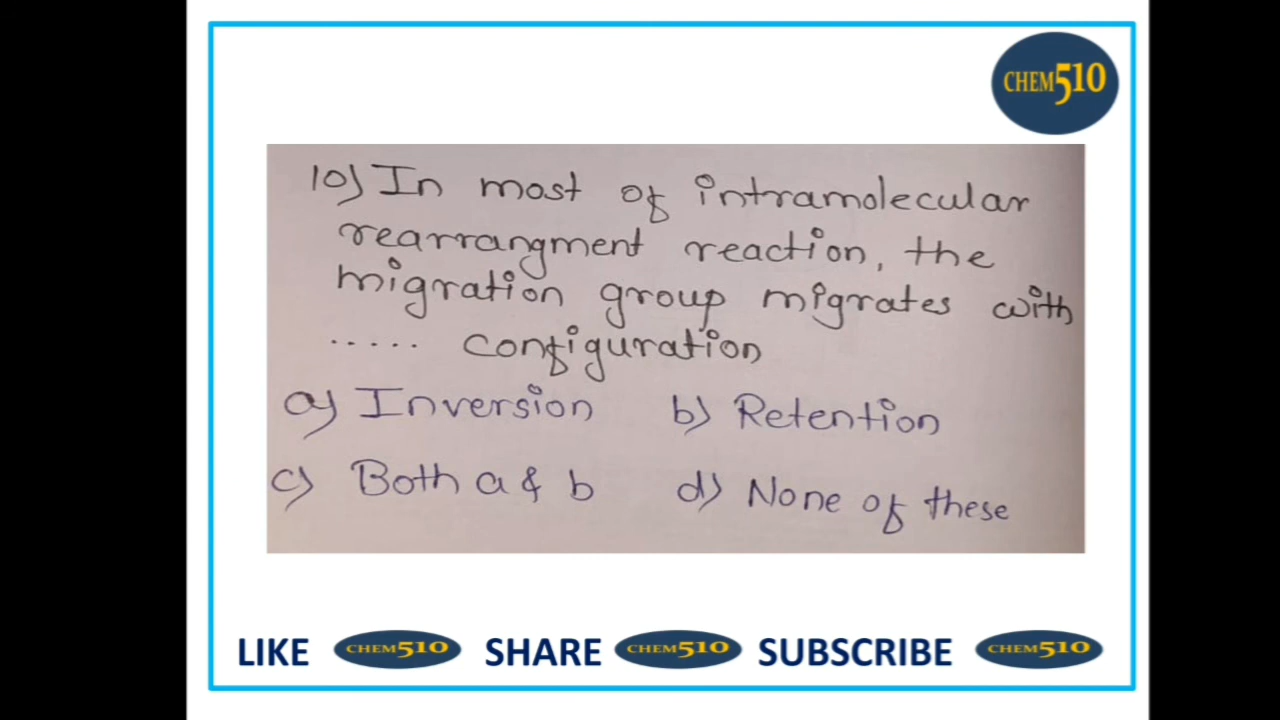 CHEM510
10) In most of intramolecular
rearrangment reaction, the
migration group migrates with
..... configuration
a) Inversion b) Retention
c) Both a & b d) None of these
LIKE CHEM510 SHARE CHEM510 SUBSCRIBE CHEM510